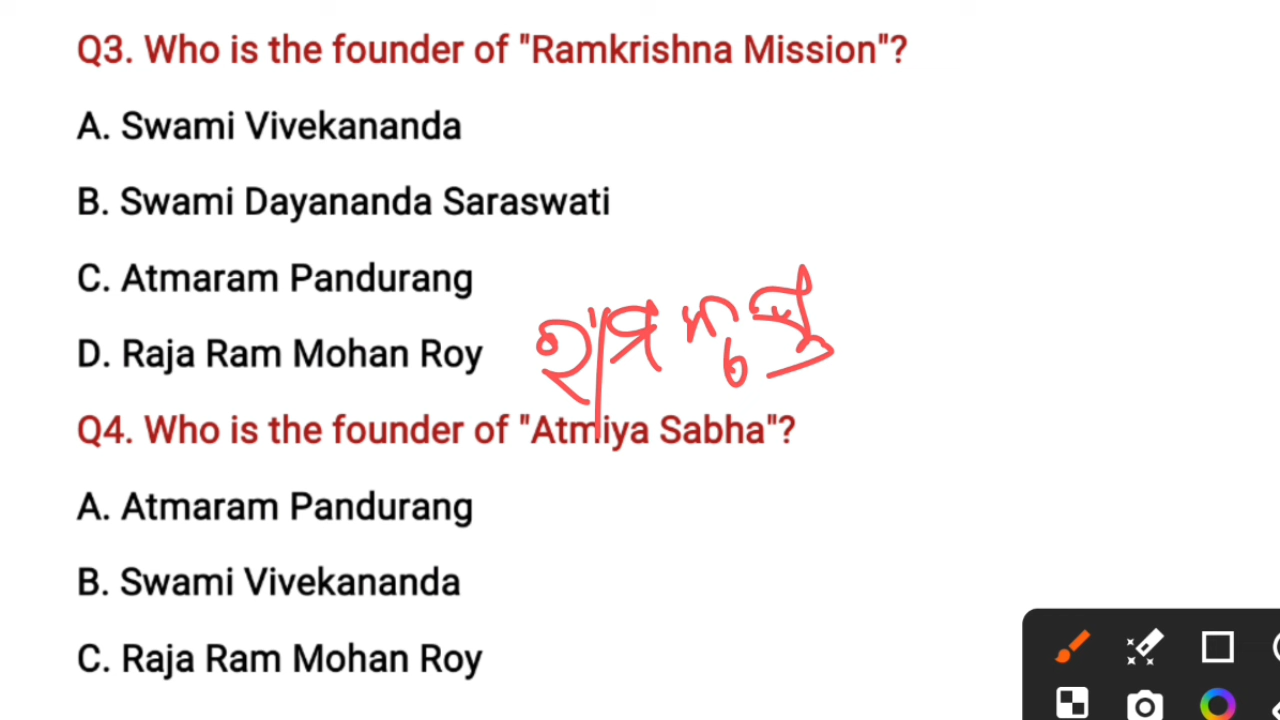 Q3. Who is the founder of "Ramkrishna Mission"?
A. Swami Vivekananda
B. Swami Dayananda Saraswati
C. Atmaram Pandurang
D. Raja Ram Mohan Roy
Q4. Who is the founder of "Atmiya Sabha"?
A. Atmaram Pandurang
B. Swami Vivekananda
C. Raja Ram Mohan Roy